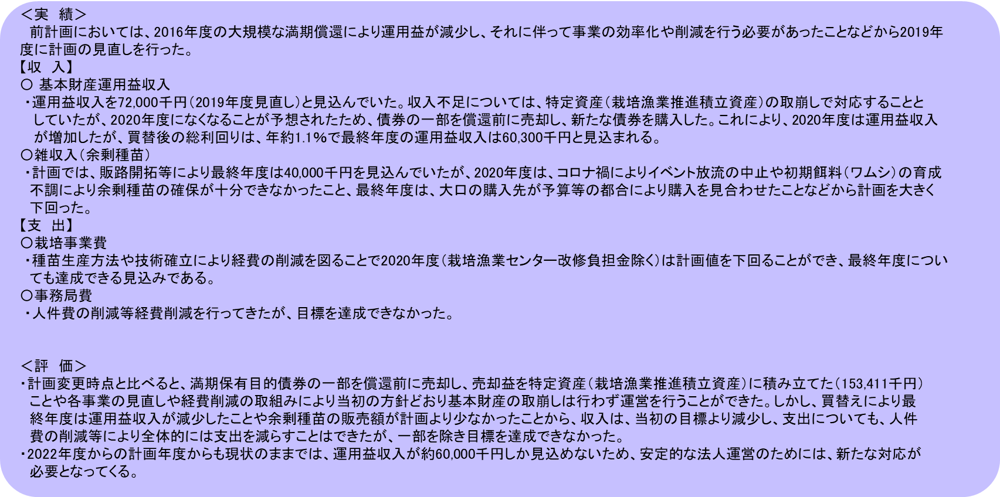 ＜実　績＞
前計画においては、2016年度の大規模な満期償還により運用益が減少し、それに伴って事業の効率化や削減を行う必要があったことなどから2019年
度に計画の見直しを行った。
【収　入】
○ 基本財産運用益収入
・運用益収入を72,000千円（2019年度見直し）と見込んでいた。収入不足については、特定資産（栽培漁業推進積立資産）の取崩しで対応することと
していたが、2020年度になくなることが予想されたため、債券の一部を償還前に売却し、新たな債券を購入した。これにより、2020年度は運用益収入
が増加したが、買替後の総利回りは、年約1.1％で最終年度の運用益収入は60,300千円と見込まれる。
○雑収入（余剰種苗）
・計画では、販路開拓等により最終年度は40,000千円を見込んでいたが、2020年度は、コロナ禍によりイベント放流の中止や初期餌料（ワムシ）の育成
不調により余剰種苗の確保が十分できなかったこと、最終年度は、大口の購入先が予算等の都合により購入を見合わせたことなどから計画を大きく
下回った。
【支　出】
○栽培事業費
・種苗生産方法や技術確立により経費の削減を図ることで2020年度（栽培漁業センター改修負担金除く）は計画値を下回ることができ、最終年度につい
ても達成できる見込みである。
○事務局費
・人件費の削減等経費削減を行ってきたが、目標を達成できなかった。
＜評　価＞
・計画変更時点と比べると、満期保有目的債券の一部を償還前に売却し、売却益を特定資産（栽培漁業推進積立資産）に積み立てた（153,411千円）
ことや各事業の見直しや経費削減の取組みにより当初の方針どおり基本財産の取崩しは行わず運営を行うことができた。しかし、買替えにより最
終年度は運用益収入が減少したことや余剰種苗の販売額が計画より少なかったことから、収入は、当初の目標より減少し、支出についても、人件
費の削減等により全体的には支出を減らすことはできたが、一部を除き目標を達成できなかった。
・2022年度からの計画年度からも現状のままでは、運用益収入が約60,000千円しか見込めないため、安定的な法人運営のためには、新たな対応が
必要となってくる。